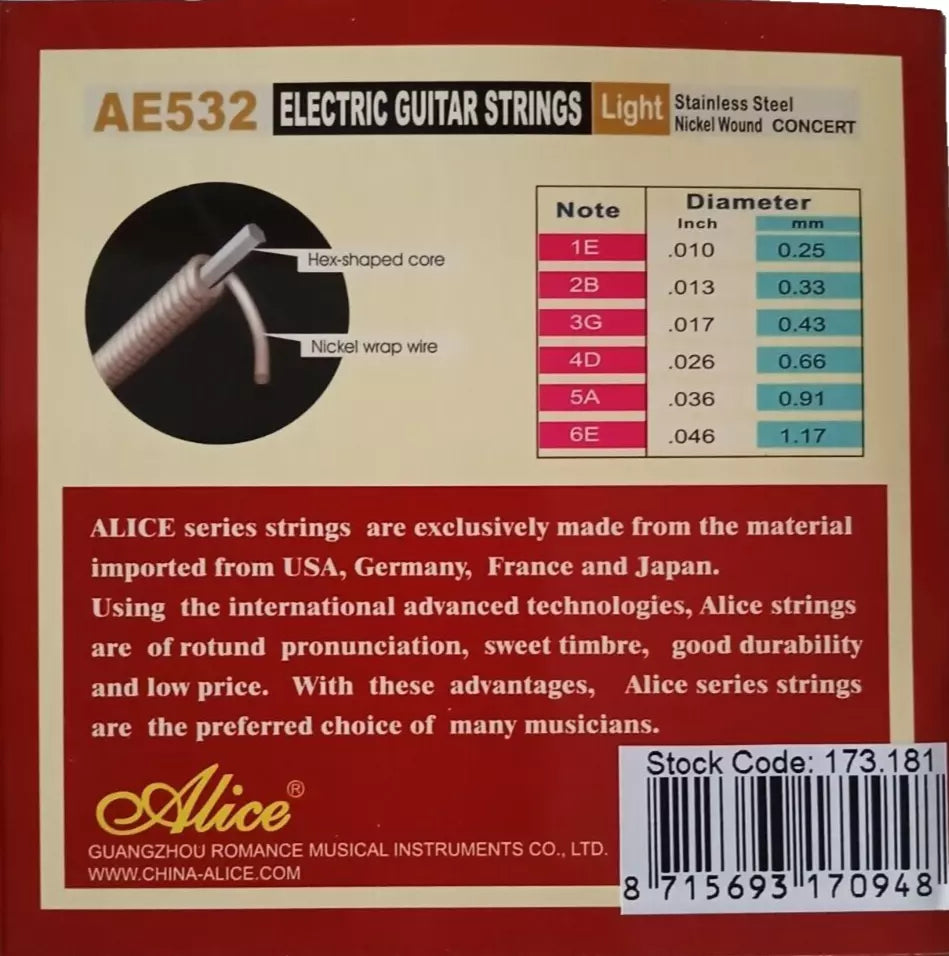 AE532 ELECTRIC GUITAR STRINGS Light Stainless Steel
Nickel Wound CONCERT
Hex-shaped core
Nickel wrap wire
Note Diameter
Inch mm
1E .010 0.25
2B .013 0.33
3G .017 0.43
4D .026 0.66
5A .036 0.91
6E .046 1.17
ALICE series strings are exclusively made from the material
imported from USA, Germany, France and Japan.
Using the international advanced technologies, Alice strings
are of rotund pronunciation, sweet timbre, good durability
and low price. With these advantages, Alice series strings
are the preferred choice of many musicians.
Alice®
GUANGZHOU ROMANCE MUSICAL INSTRUMENTS CO., LTD.
WWW.CHINA-ALICE.COM
Stock Code: 173.181
8 715693 170948